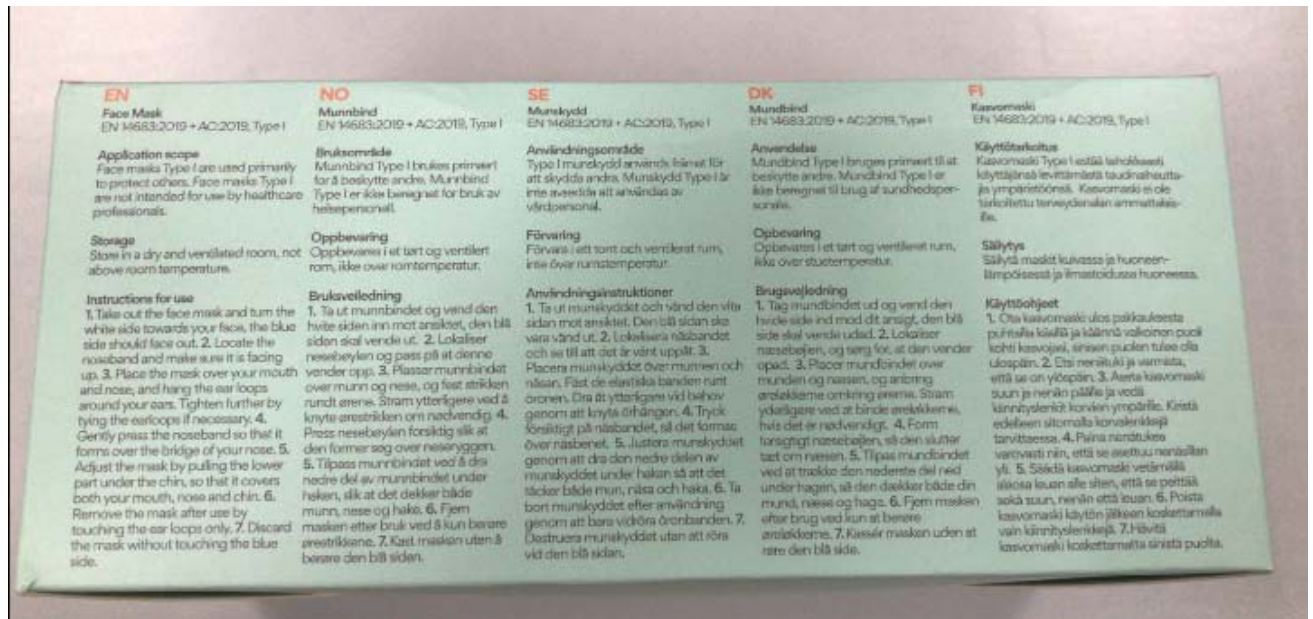 EN
Face Mask
EN 14683:2019 + AC:2019, Type I
Application scope
Face masks Type I are used primarily
to protect others. Face masks Type I
are not intended for use by healthcare
professionals.
Storage
Store in a dry and ventilated room, not
above room temperature.
Instructions for use
1. Take out the face mask and turn the
white side towards your face, the blue
side should face out. 2. Locate the
noseband and make sure it is facing
up. 3. Place the mask over your mouth
and nose, and hang the ear loops
around your ears. Tighten further by
tying the earloops if necessary. 4.
Gently press the noseband so that it
forms over the bridge of your nose. 5.
Adjust the mask by pulling the lower
part under the chin, so that it covers
both your mouth, nose and chin. 6.
Remove the mask after use by
touching the ear loops only. 7. Discard
the mask without touching the blue
side.
NO
Munnbind
EN 14683:2019 + AC:2019, Type I
Bruksområde
Munnbind Type I brukes primært
for å beskytte andre. Munnbind
Type I er ikke beregnet for bruk av
helsepersonell.
Oppbevaring
Oppbevares i et tørt og ventilert
rom, ikke over romtemperatur.
Bruksveiledning
1. Ta ut munnbindet og vend den
hvite siden inn mot ansiktet, den blå
siden skal vende ut. 2. Lokaliser
nesebøylen og pass på at denne
vender opp. 3. Plasser munnbindet
over munn og nese, og fest strikken
rundt ørene. Stram ytterligere ved å
knyte ørestrikken om nødvendig. 4.
Press nesebøylen forsiktig slik at
den former seg over neseryggen.
5. Tilpass munnbindet ved å dra
nedre del av munnbindet under
haken, slik at det dekker både
munn, nese og hake. 6. Fjern
masken etter bruk ved å kun berøre
ørestrikkene. 7. Kast masken uten å
berøre den blå siden.
SE
Munskydd
EN 14683:2019 + AC:2019, Type I
Användningsområde
Type I munskydd används främst för
att skydda andra. Munskydd Type I är
inte avsedda att användas av
vårdpersonal.
Förvaring
Förvara i ett torrt och ventilerat rum,
inte över rumstemperatur.
Användningsinstruktioner
1. Ta ut munskyddet och vänd den vita
sidan mot ansiktet. Den blå sidan ska
vara vänd ut. 2. Lokalisera näsbandet
och se till att det är vänt uppåt. 3.
Placera munskyddet över munnen och
näsan. Fäst de elastiska banden runt
öronen. Dra åt ytterligare vid behov
genom att knyta örhängen. 4. Tryck
försiktigt på näsbandet, så det formas
över näsbenet. 5. Justera munskyddet
genom att dra den nedre delen av
munskyddet under hakan så att det
täcker både mun, näsa och haka. 6. Ta
bort munskyddet efter användning
genom att bara vidröra öronbanden. 7.
Destruera munskyddet utan att röra
vid den blå sidan.
DK
Mundbind
EN 14683:2019 + AC:2019, Type I
Anvendelse
Mundbind Type I bruges primært til at
beskytte andre. Mundbind Type I er
ikke beregnet til brug af sundhedsper-
sonale.
Opbevaring
Opbevares i et tørt og ventileret rum,
ikke over stuetemperatur.
Brugsvejledning
1. Tag mundbindet ud og vend den
hvide side ind mod dit ansigt, den blå
side skal vende udad. 2. Lokaliser
næsebøjlen, og sørg for, at den vender
opad. 3. Placer mundbindet over
munden og næsen, og anbring
øreløkkerne omkring ørerne. Stram
yderligere ved at binde øreløkkerne,
hvis det er nødvendigt. 4. Form
forsigtigt næsebøjlen, så den slutter
tæt om næsen. 5. Tilpas mundbindet
ved at trække den nederste del ned
under hagen, så den dækker både din
mund, næse og hage. 6. Fjern masken
efter brug ved kun at berøre
øreløkkerne. 7. Kassér masken uden at
røre den blå side.
FI
Kasvomaski
EN 14683:2019 + AC:2019, Type I
Käyttötarkoitus
Kasvomaski Type I estää tehokkaasti
käyttäjänsä levittämästä taudinaiheutta-
jia ympäristöönsä. Kasvomaski ei ole
tarkoitettu terveydenalan ammattilais-
ille.
Säilytys
Säilytä maskit kuivassa ja huoneen-
lämpöisessä ja ilmastoidussa huoneessa.
Käyttöohjeet
1. Ota kasvomaski ulos pakkauksesta
puhtailla käsillä ja käännä valkoinen puoli
kohti kasvojasi, sinisen puolen tulee olla
ulospäin. 2. Etsi nenätuki ja varmista,
että se on ylöspäin. 3. Aseta kasvomaski
suun ja nenän päälle ja vedä
kiinnityslenkit korvien ympärille. Kiristä
edelleen sitomalla korvalenkkejä
tarvittaessa. 4. Paina nenätukea
varovasti niin, että se asettuu nenäsillan
yli. 5. Säädä kasvomaski vetämällä
alaosa leuan alle siten, että se peittää
sekä suun, nenän että leuan. 6. Poista
kasvomaski käytön jälkeen koskettamalla
vain kiinnityslenkkejä. 7. Hävitä
kasvomaski koskettamatta sinistä puolta.